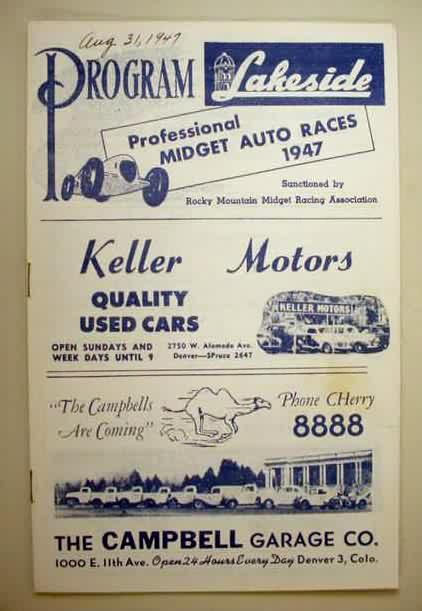 Aug 31, 1947
PROGRAM Lakeside
Professional
MIDGET AUTO RACES
1947
Sanctioned by
Rocky Mountain Midget Racing Association
Keller Motors
QUALITY
USED CARS
KELLER MOTORS
OPEN SUNDAYS AND
WEEK DAYS UNTIL 9
2750 W. Alameda Ave.
Denver—SPruce 2647
"The Campbells
Are Coming"
Phone CHerry
8888
THE CAMPBELL GARAGE CO.
1000 E. 11th Ave. Open 24 Hours Every Day Denver 3, Colo.